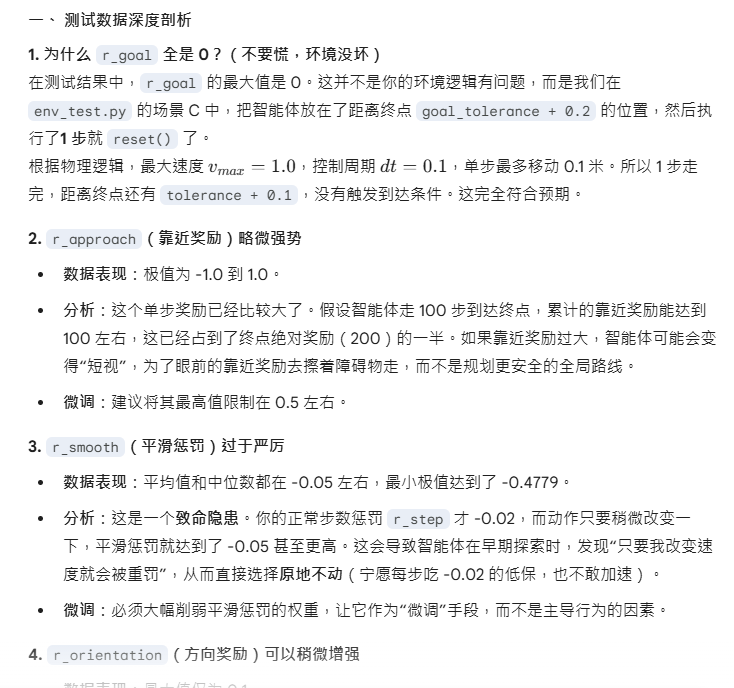 一、 测试数据深度剖析
1. 为什么 r_goal 全是 0？（不要慌，环境没坏）
在测试结果中，r_goal 的最大值是 0。这并不是你的环境逻辑有问题，而是我们在
env_test.py 的场景 C 中，把智能体放在了距离终点 goal_tolerance + 0.2 的位置，然后执
行了1 步就 reset() 了。
根据物理逻辑，最大速度 v_{max} = 1.0，控制周期 dt = 0.1，单步最多移动 0.1 米。所以 1 步走
完，距离终点还有 tolerance + 0.1，没有触发到达条件。这完全符合预期。
2. r_approach（靠近奖励）略微强势
• 数据表现：极值为 -1.0 到 1.0。
• 分析：这个单步奖励已经比较大了。假设智能体走 100 步到达终点，累计的靠近奖励能达到
100 左右，这已经占到了终点绝对奖励（200）的一半。如果靠近奖励过大，智能体可能会变
得“短视”，为了眼前的靠近奖励去擦着障碍物走，而不是规划更安全的全局路线。
• 微调：建议将其最高值限制在 0.5 左右。
3. r_smooth（平滑惩罚）过于严厉
• 数据表现：平均值和中位数都在 -0.05 左右，最小极值达到了 -0.4779。
• 分析：这是一个致命隐患。你的正常步数惩罚 r_step 才 -0.02，而动作只要稍微改变一
下，平滑惩罚就达到了 -0.05 甚至更高。这会导致智能体在早期探索时，发现“只要我改变速
度就会被重罚”，从而直接选择原地不动（宁愿每步吃 -0.02 的低保，也不敢加速）。
• 微调：必须大幅削弱平滑惩罚的权重，让它作为“微调”手段，而不是主导行为的因素。
4. r_orientation（方向奖励）可以稍微增强